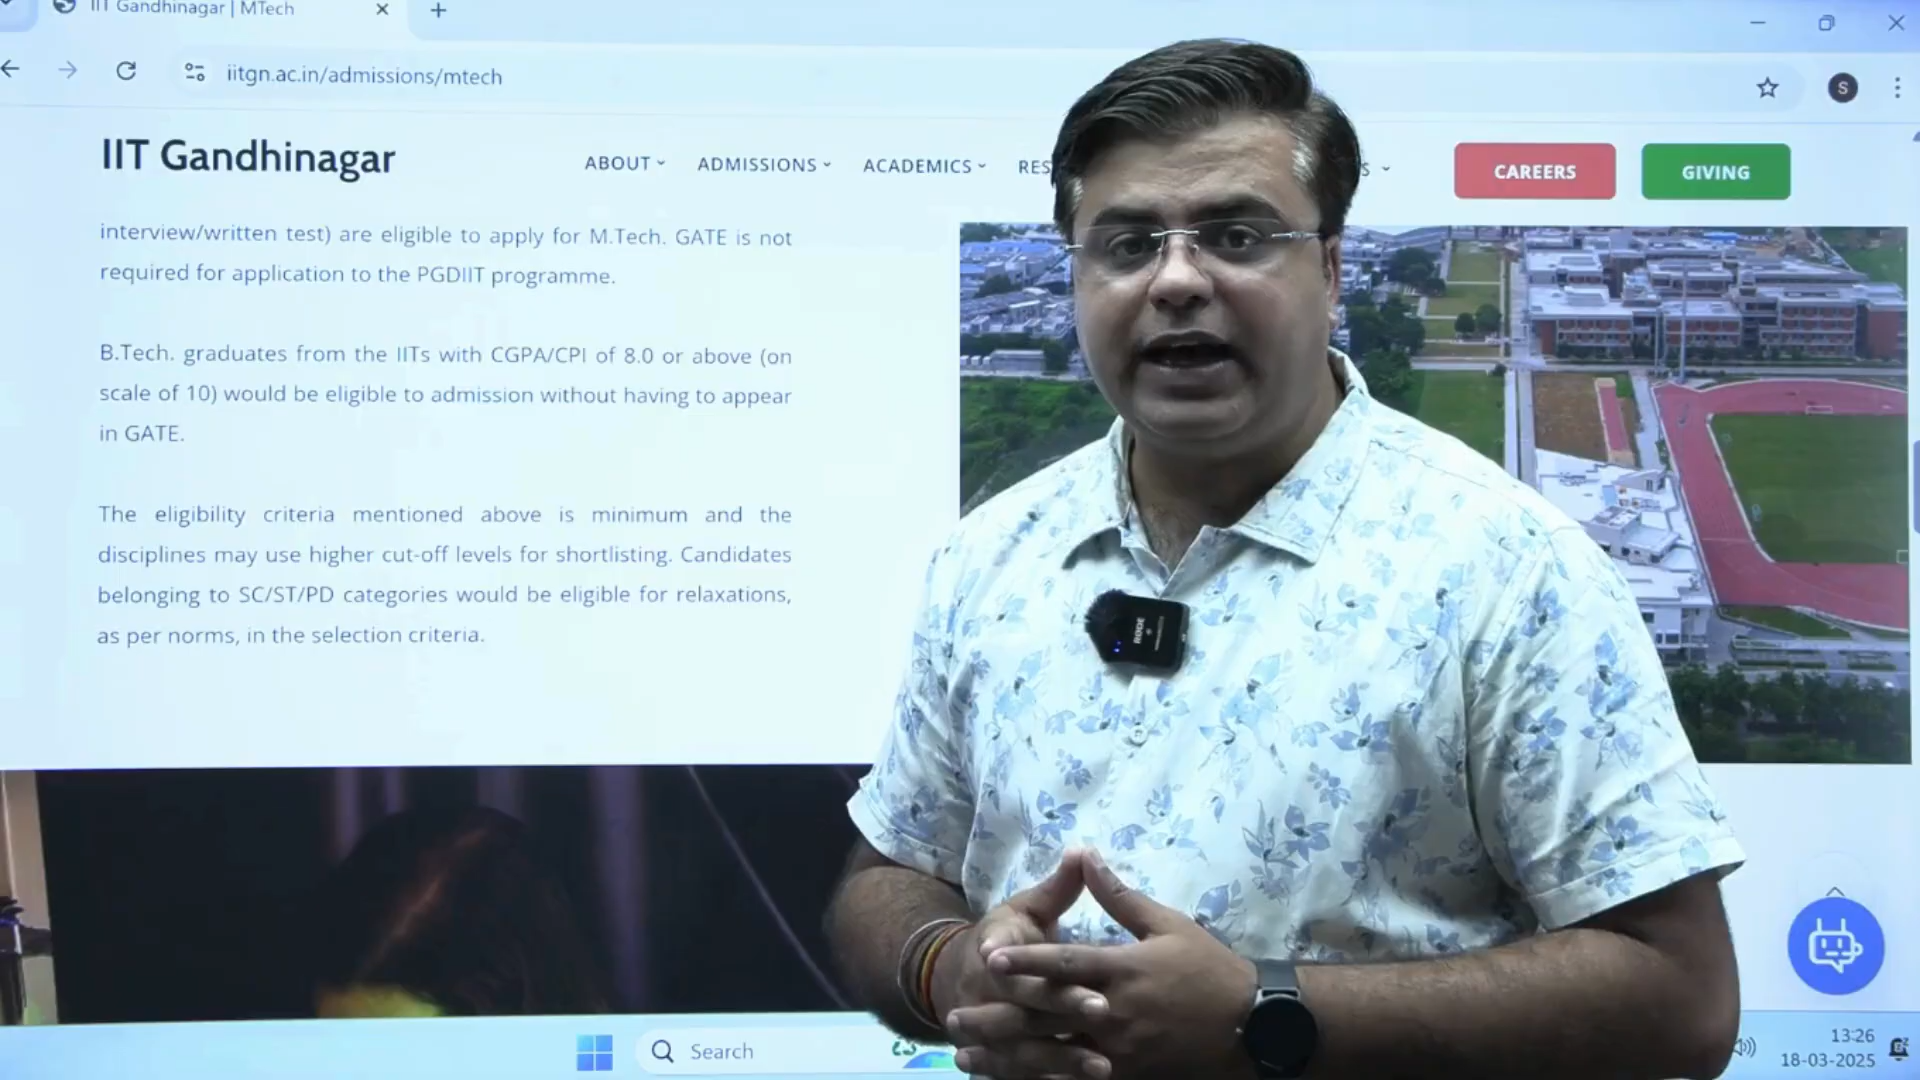 IIT Gandhinagar | MTech
iitgn.ac.in/admissions/mtech
S
IIT Gandhinagar
ABOUT
ADMISSIONS
ACADEMICS
CAREERS
GIVING
interview/written test) are eligible to apply for M.Tech. GATE is not
required for application to the PGDIIT programme.
B.Tech. graduates from the IITs with CGPA/CPI of 8.0 or above (on
scale of 10) would be eligible to admission without having to appear
in GATE.
The eligibility criteria mentioned above is minimum and the
disciplines may use higher cut-off levels for shortlisting. Candidates
belonging to SC/ST/PD categories would be eligible for relaxations,
as per norms, in the selection criteria.
RODE
Search
13:26
18-03-2025